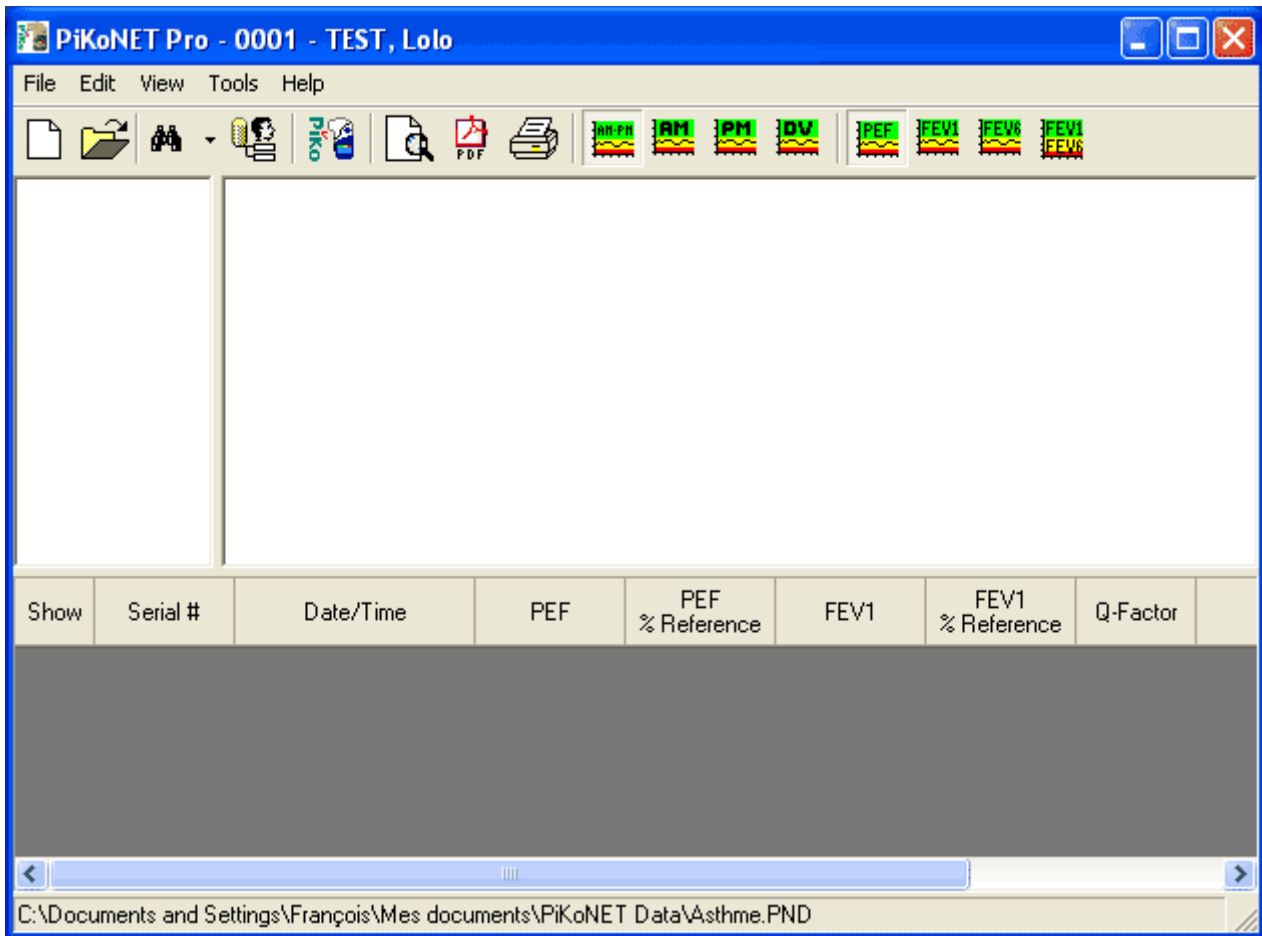 PiKoNET Pro - 0001 - TEST, Lolo
File Edit View Tools Help
PiKo PDF AM-PM AM PM DV PEF FEV1 FEV6 FEV1
FEV6
Show Serial # Date/Time PEF PEF % Reference FEV1 FEV1 % Reference Q-Factor
C:\Documents and Settings\François\Mes documents\PiKoNET Data\Asthme.PND